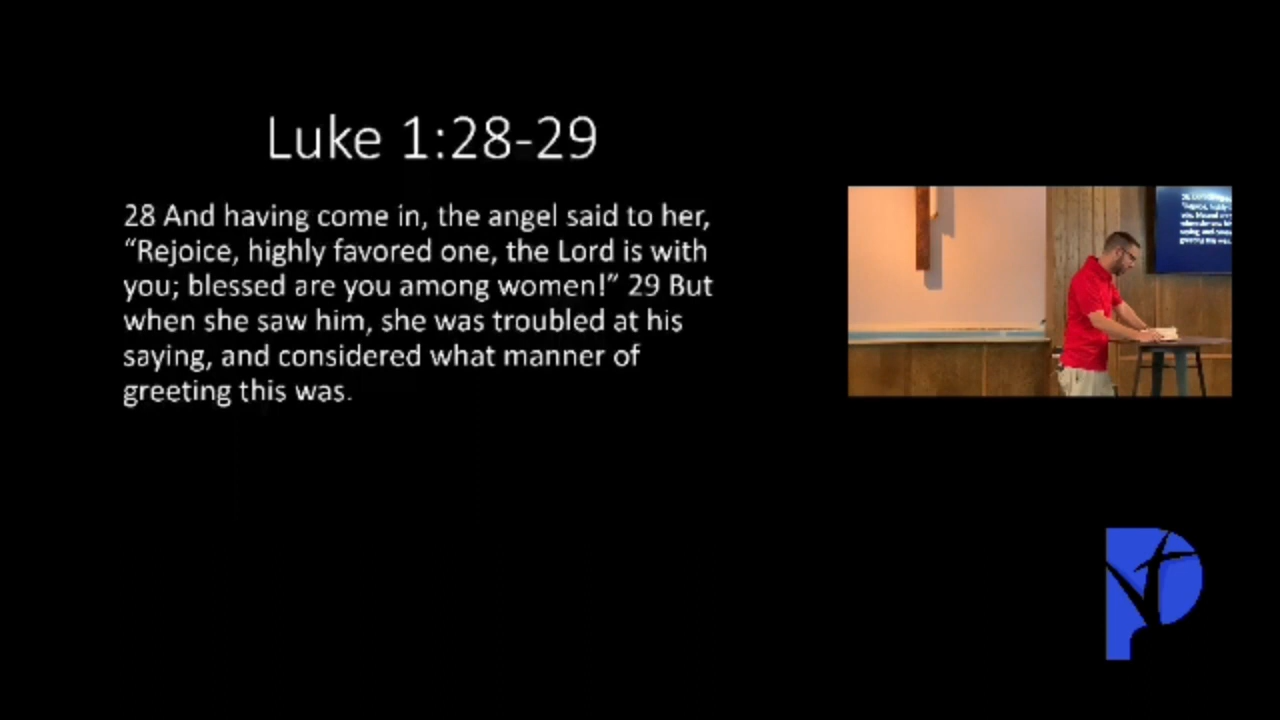 Luke 1:28-29
28 And having come in, the angel said to her,
“Rejoice, highly favored one, the Lord is with
you; blessed are you among women!” 29 But
when she saw him, she was troubled at his
saying, and considered what manner of
greeting this was.